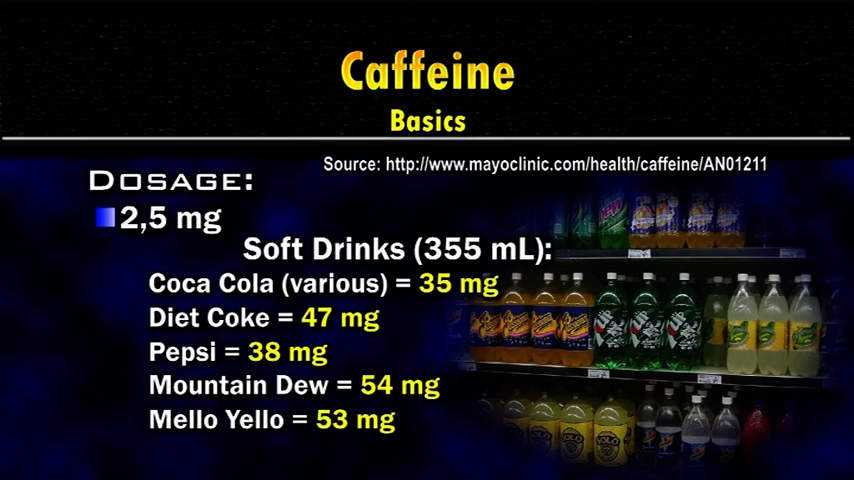 Caffeine
Basics
Source: http://www.mayoclinic.com/health/caffeine/AN01211
DOSAGE:
2,5 mg
Soft Drinks (355 mL):
Coca Cola (various) = 35 mg
Diet Coke = 47 mg
Pepsi = 38 mg
Mountain Dew = 54 mg
Mello Yello = 53 mg